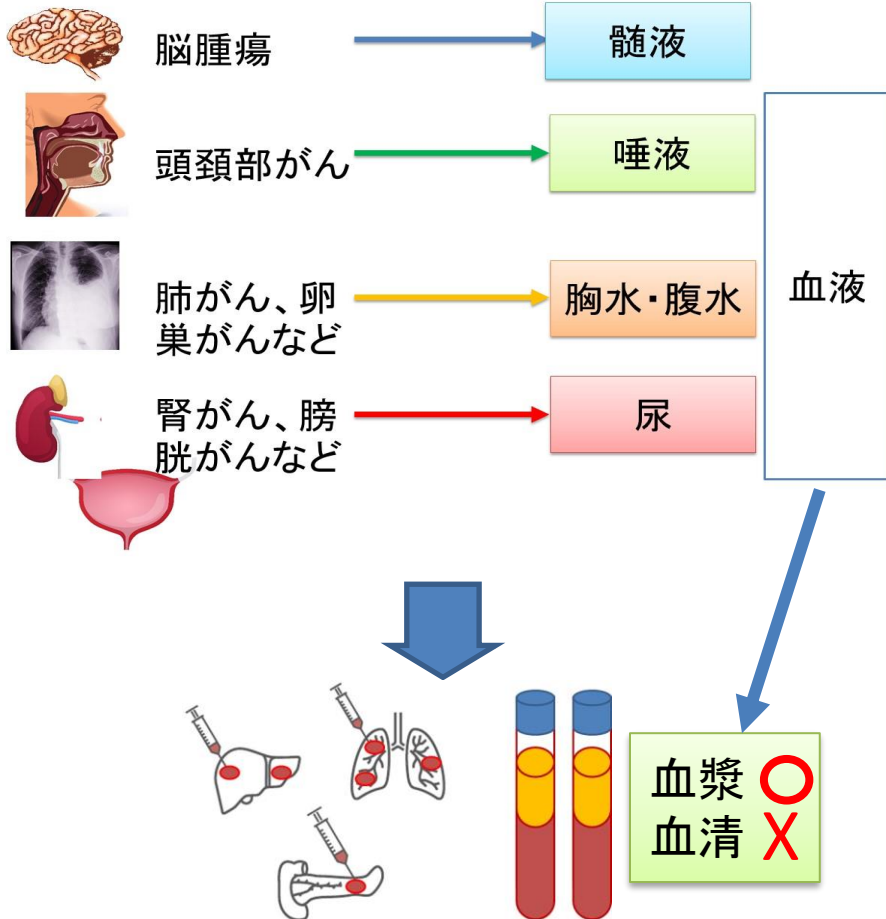 脳腫瘍
髄液
頭頚部がん
唾液
肺がん、卵
巣がんなど
胸水・腹水
血液
腎がん、膀
胱がんなど
尿
血漿 〇
血清 X